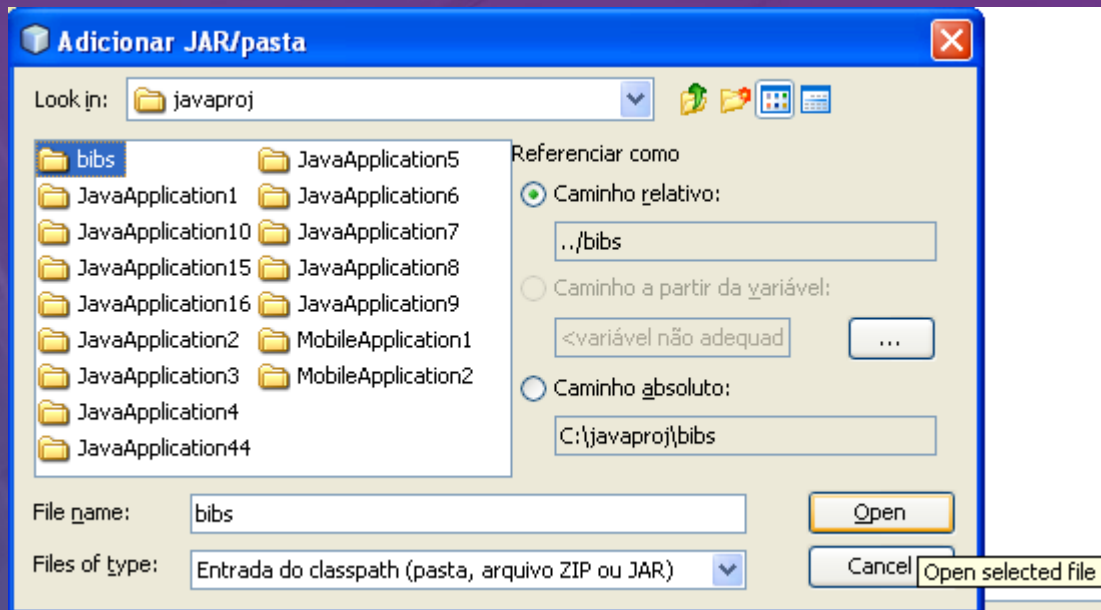 Adicionar JAR/pasta
Look in: javaproj
bibs
JavaApplication1
JavaApplication10
JavaApplication15
JavaApplication16
JavaApplication2
JavaApplication3
JavaApplication4
JavaApplication44
JavaApplication5
JavaApplication6
JavaApplication7
JavaApplication8
JavaApplication9
MobileApplication1
MobileApplication2
Referenciar como
Caminho relativo:
../bibs
Caminho a partir da variável:
<variável não adequad
...
Caminho absoluto:
C:\javaproj\bibs
File name: bibs
Open
Files of type: Entrada do classpath (pasta, arquivo ZIP ou JAR)
Cancel
Open selected file